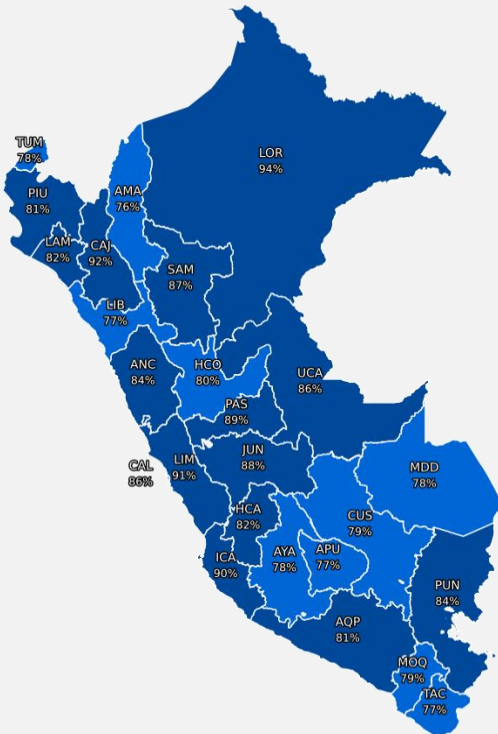 TUM
78%
LOR
94%
PIU
81%
AMA
76%
LAM
82%
CAJ
92%
SAM
87%
LIB
77%
ANC
84%
HCO
80%
UCA
86%
PAS
89%
JUN
88%
CAL
86%
LIM
91%
MDD
78%
HCA
82%
CUS
79%
ICA
90%
AYA
78%
APU
77%
PUN
84%
AQP
81%
MOQ
79%
TAC
77%